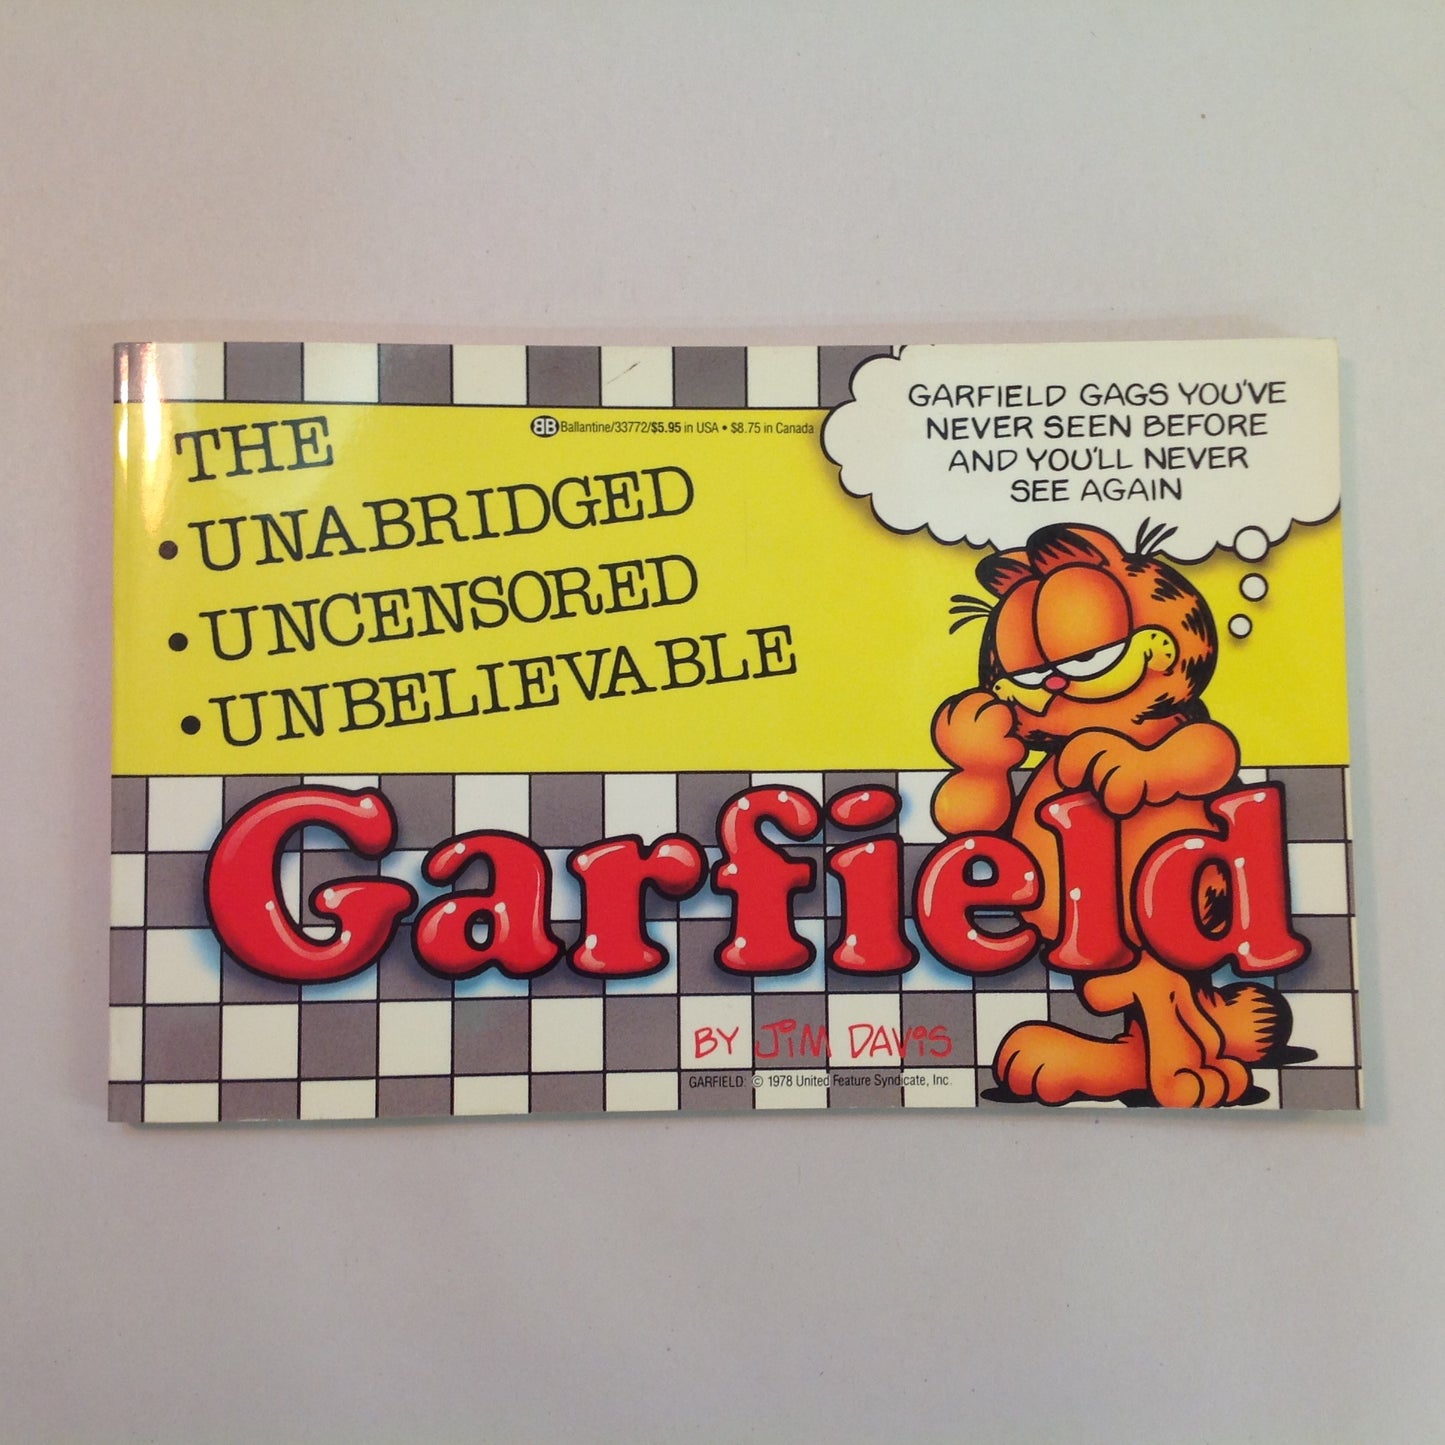 BB Ballantine/33772/$5.95 in USA • $8.75 in Canada
THE
• UNABRIDGED
• UNCENSORED
• UNBELIEVABLE
GARFIELD GAGS YOU'VE
NEVER SEEN BEFORE
AND YOU'LL NEVER
SEE AGAIN
Garfield
BY JiM DAViS
GARFIELD: © 1978 United Feature Syndicate, Inc.